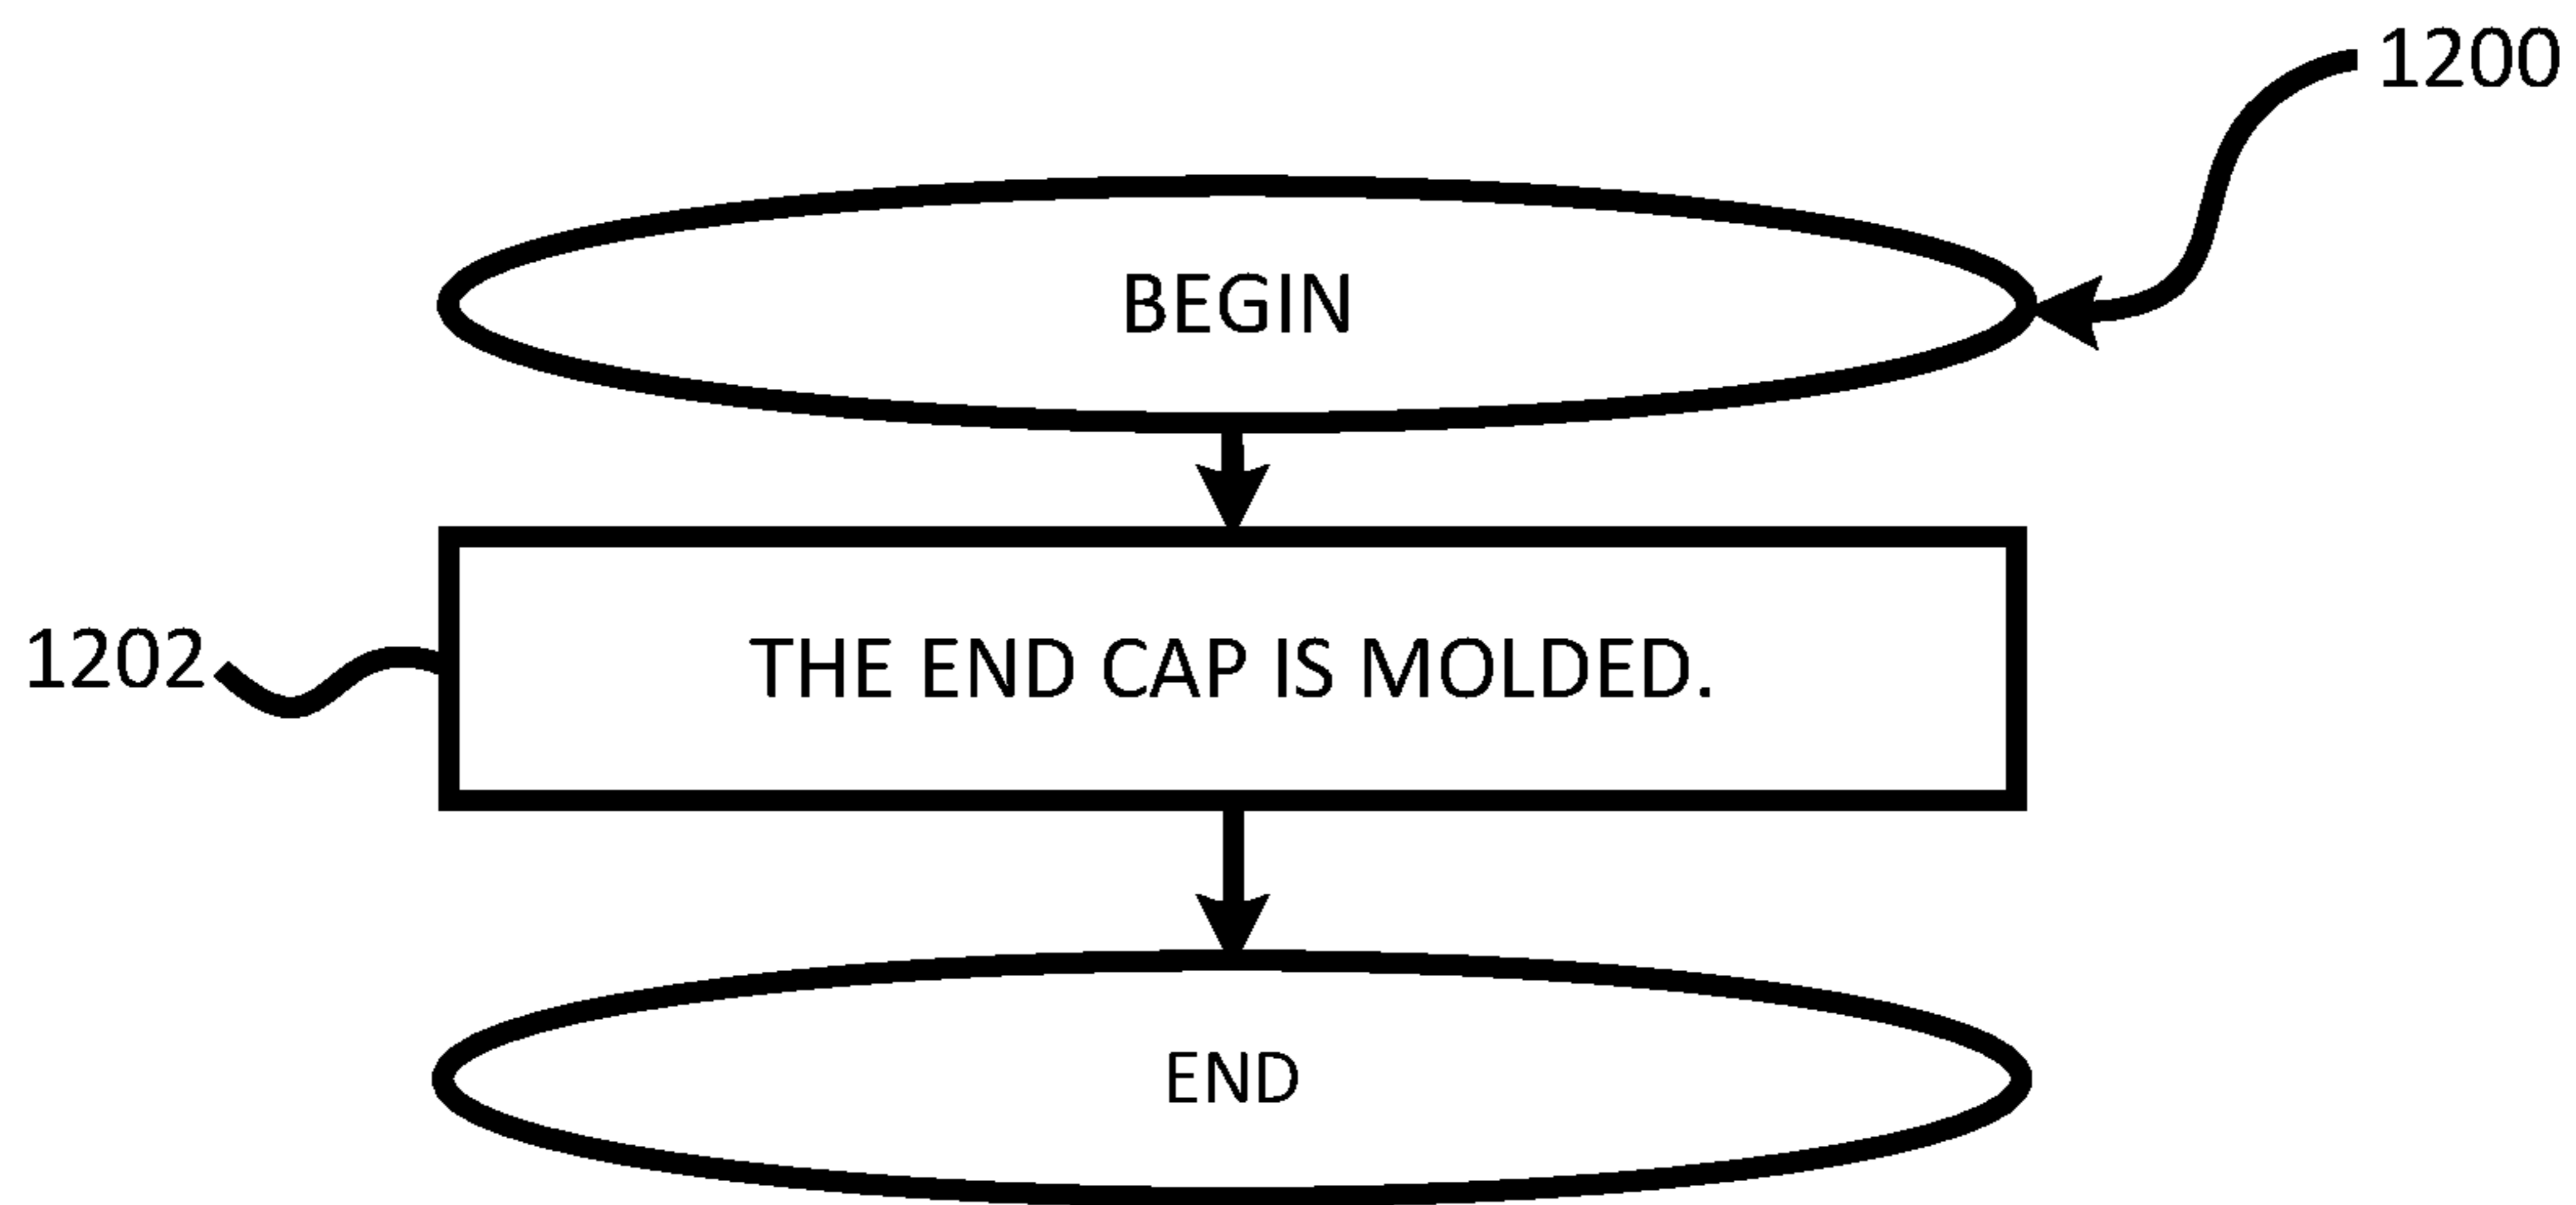 1200
BEGIN
1202
THE END CAP IS MOLDED.
END